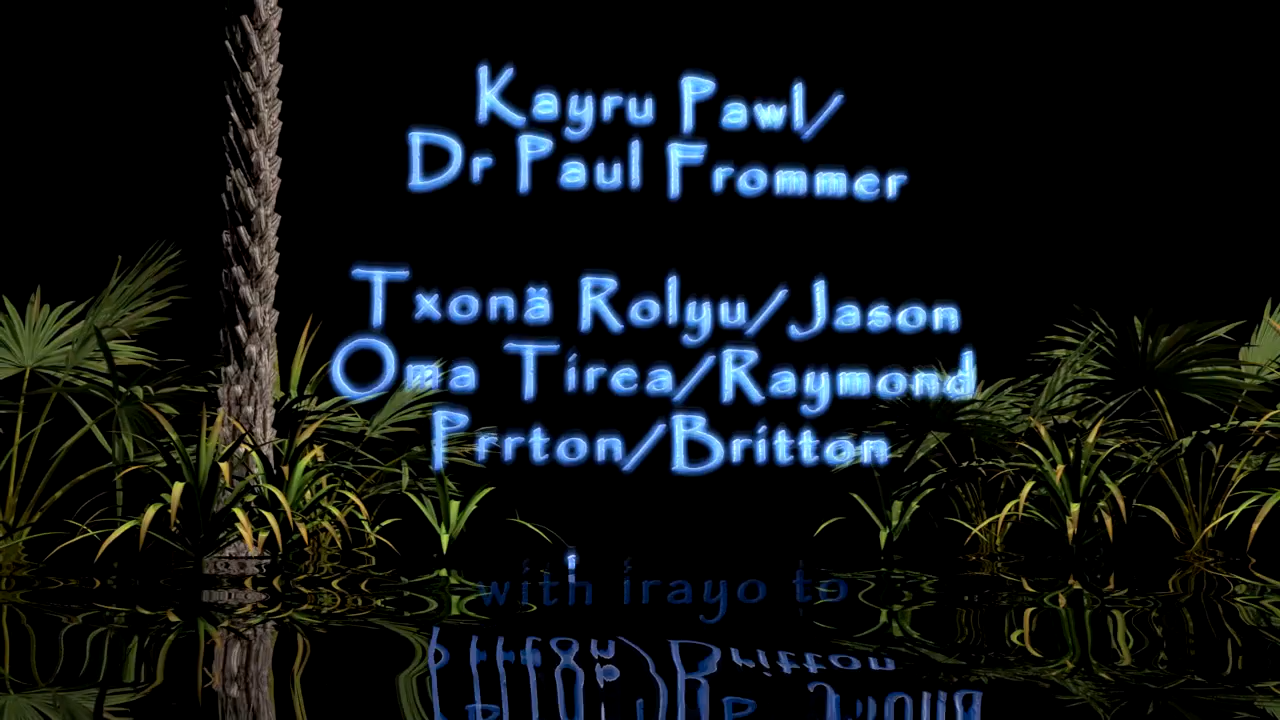 Kayru Pawl/
Dr Paul Frommer
Txonä Rolyu/Jason
Oma Tirea/Raymond
Prrton/Britton
with irayo to